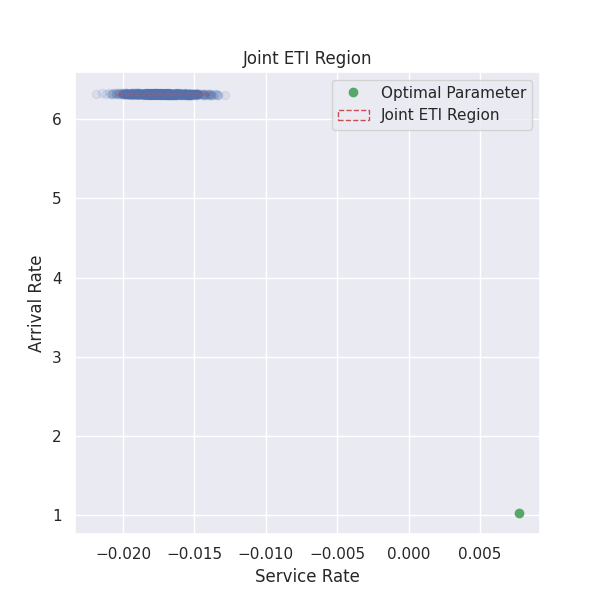 Joint ETI Region
Optimal Parameter
Joint ETI Region
6
5
4
3
2
1
Arrival Rate
−0.020
−0.015
−0.010
−0.005
0.000
0.005
Service Rate